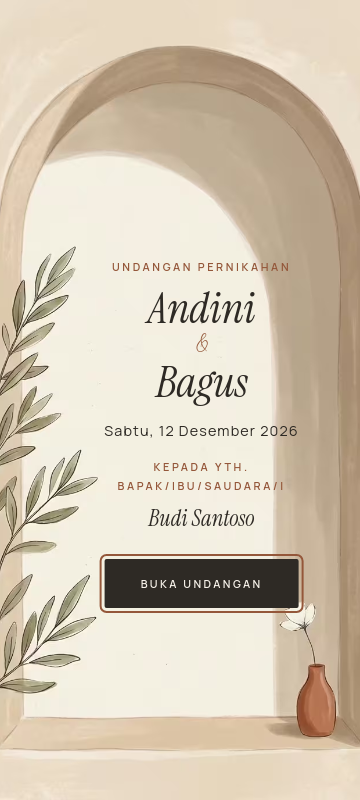 UNDANGAN PERNIKAHAN
Andini
&
Bagus
Sabtu, 12 Desember 2026
KEPADA YTH.
BAPAK/IBU/SAUDARA/I
Budi Santoso
BUKA UNDANGAN